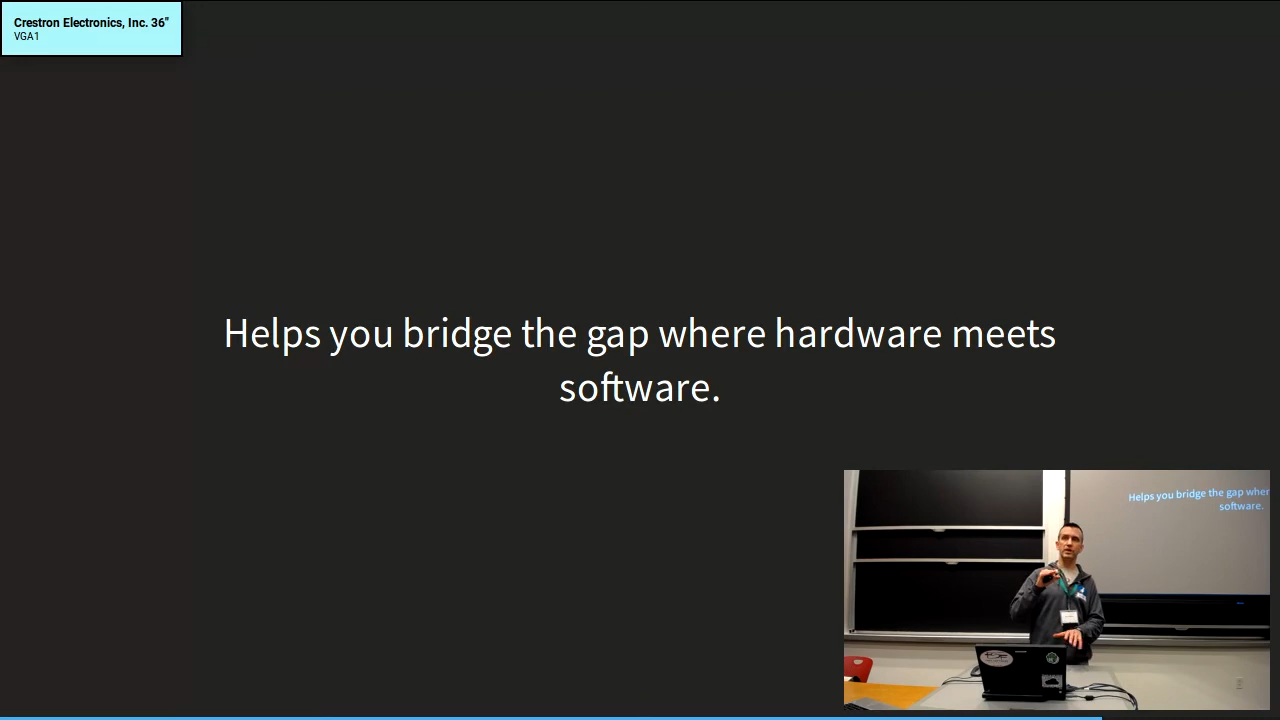 Crestron Electronics, Inc. 36"
VGA1
Helps you bridge the gap where hardware meets
software.
Helps you bridge the gap wher
software.